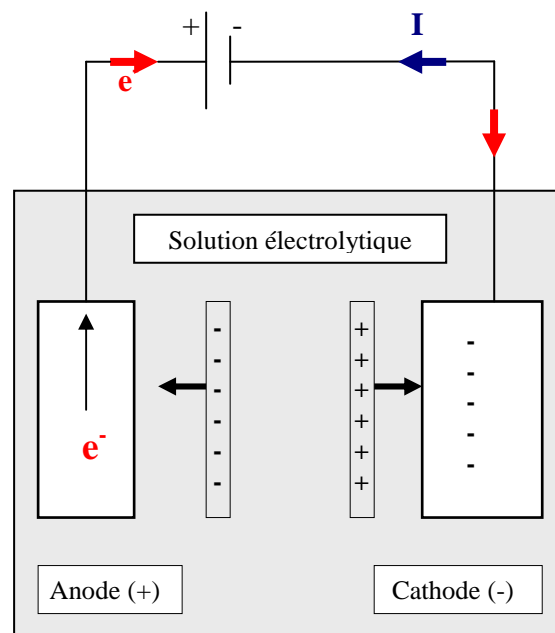 I
+ -
e
Solution électrolytique
- +
- + -
- + -
- + -
- + -
- + -
e-
Anode (+) Cathode (-)